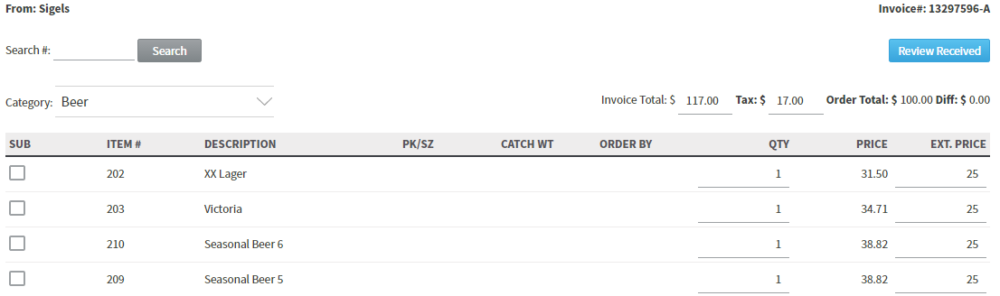 From: Sigels Invoice#: 13297596-A
Search #: Search Review Received
Category: Beer Invoice Total: $ 117.00 Tax: $ 17.00 Order Total: $ 100.00 Diff: $ 0.00
SUB ITEM # DESCRIPTION PK/SZ CATCH WT ORDER BY QTY PRICE EXT. PRICE
202 XX Lager 1 31.50 25
203 Victoria 1 34.71 25
210 Seasonal Beer 6 1 38.82 25
209 Seasonal Beer 5 1 38.82 25